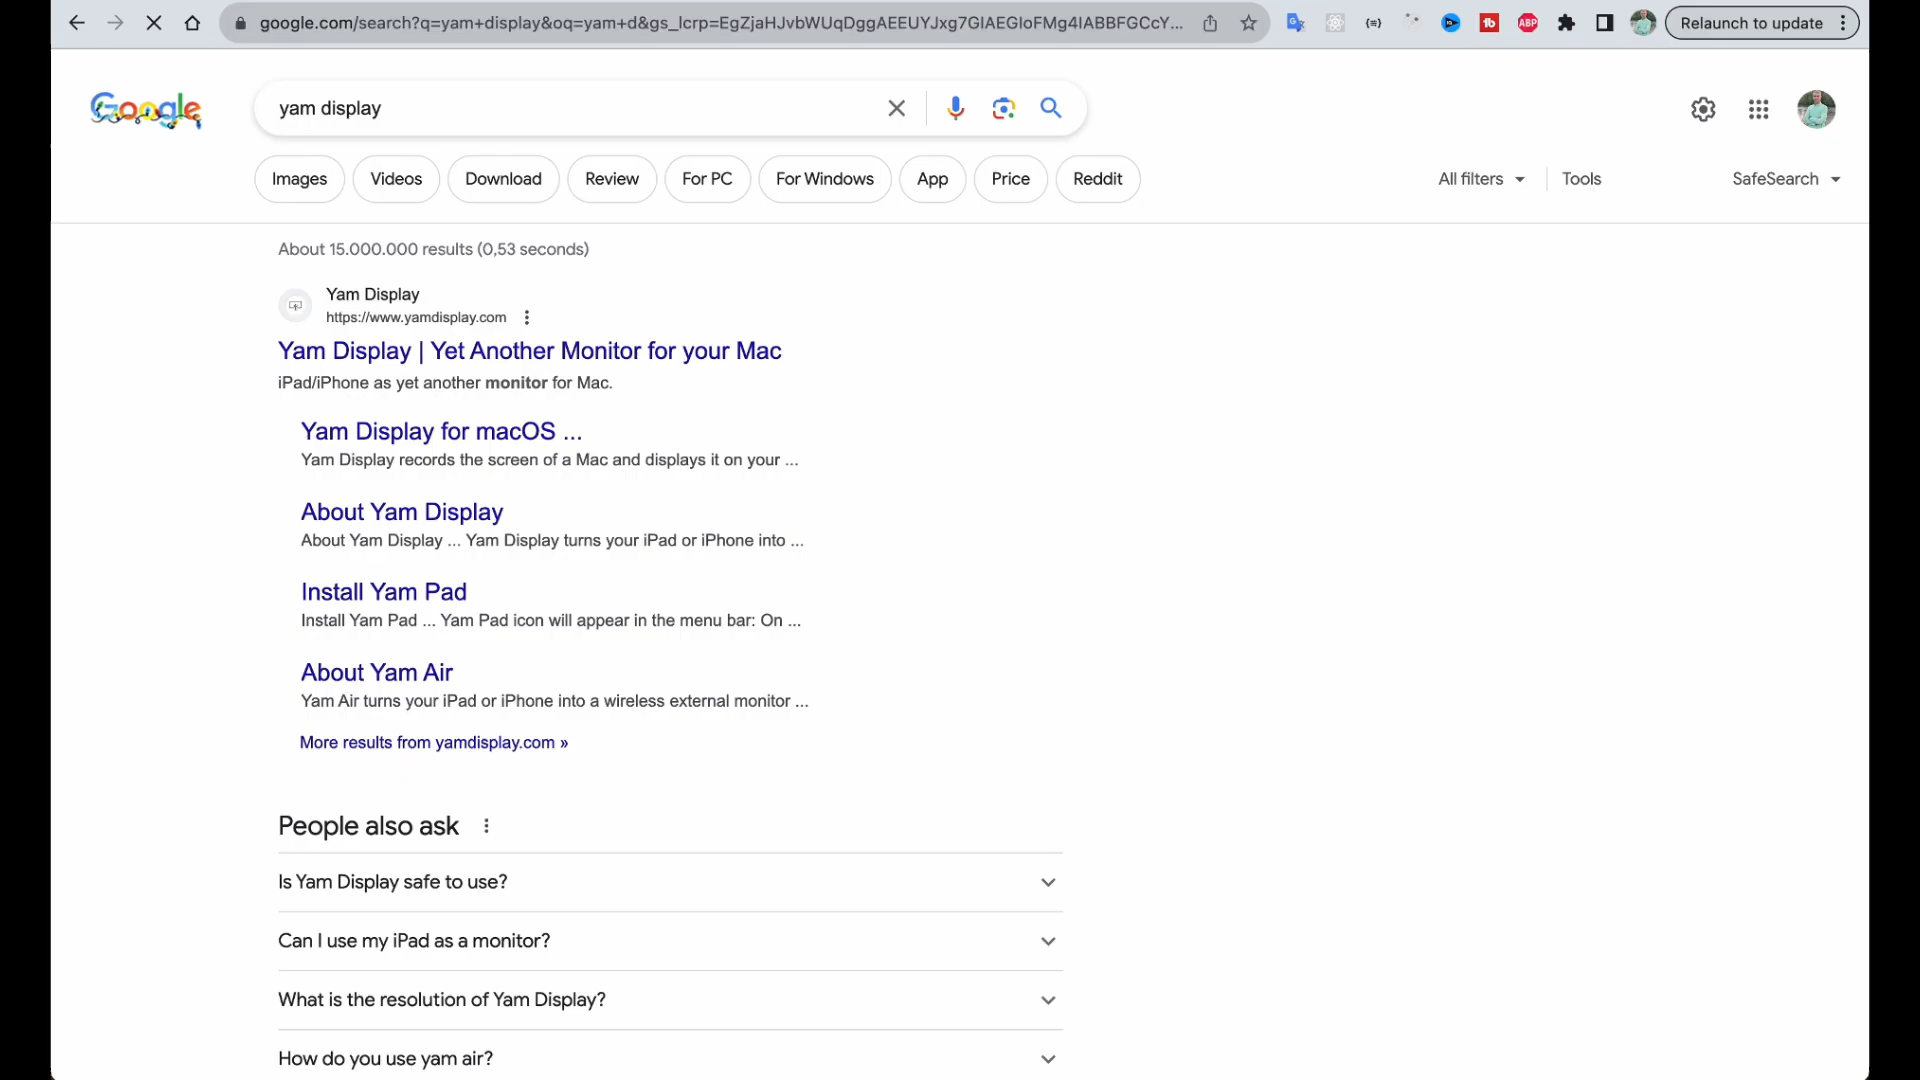 google.com/search?q=yam+display&oq=yam+d&gs_lcrp=EgZjaHJvbWUqDggAEEUYJxg7GIAEGIoFMg4IABBFGCcY...
Relaunch to update
Google
yam display
Images
Videos
Download
Review
For PC
For Windows
App
Price
Reddit
All filters
Tools
SafeSearch
About 15.000.000 results (0,53 seconds)
Yam Display
https://www.yamdisplay.com
Yam Display | Yet Another Monitor for your Mac
iPad/iPhone as yet another monitor for Mac.
Yam Display for macOS ...
Yam Display records the screen of a Mac and displays it on your ...
About Yam Display
About Yam Display ... Yam Display turns your iPad or iPhone into ...
Install Yam Pad
Install Yam Pad ... Yam Pad icon will appear in the menu bar: On ...
About Yam Air
Yam Air turns your iPad or iPhone into a wireless external monitor ...
More results from yamdisplay.com »
People also ask
Is Yam Display safe to use?
Can I use my iPad as a monitor?
What is the resolution of Yam Display?
How do you use yam air?